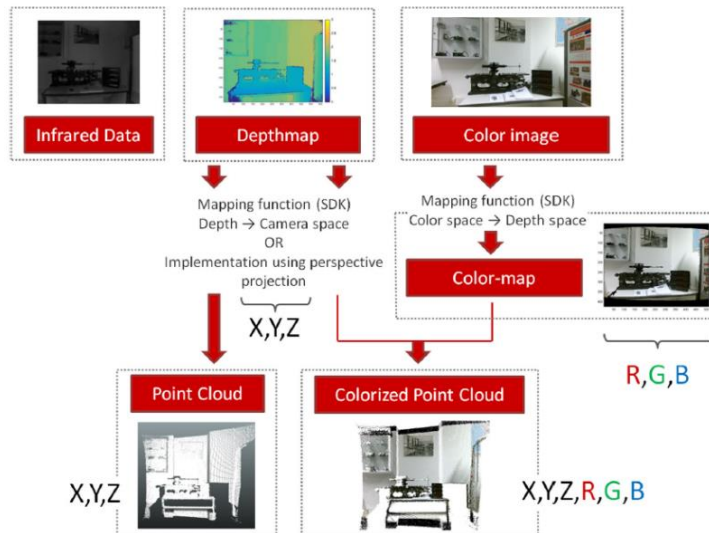 Infrared Data
Depthmap
Color image
Mapping function (SDK)
Depth → Camera space
OR
Implementation using perspective
projection
X,Y,Z
Mapping function (SDK)
Color space → Depth space
Color-map
R,G,B
Point Cloud
X,Y,Z
Colorized Point Cloud
X,Y,Z,R,G,B